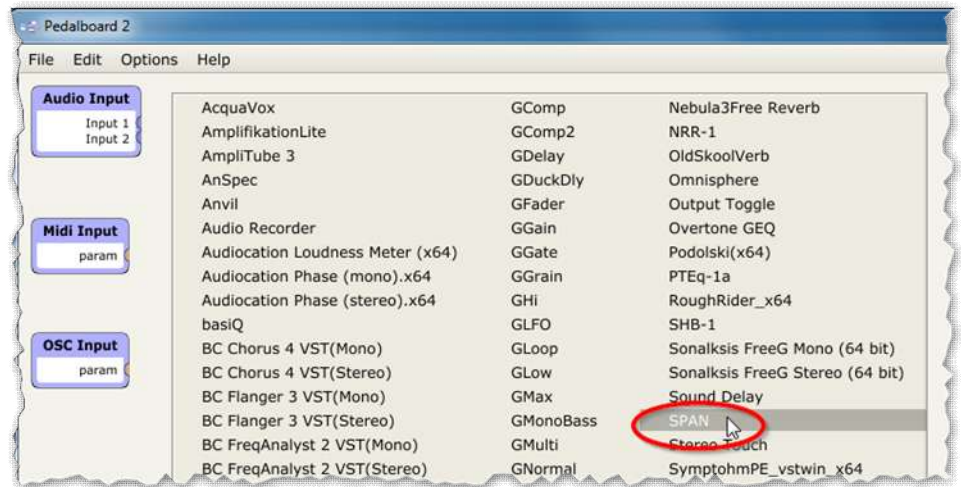 Pedalboard 2
File Edit Options Help
Audio Input
Input 1
Input 2
Midi Input
param
OSC Input
param
AcquaVox
AmplifikationLite
AmpliTube 3
AnSpec
Anvil
Audio Recorder
Audiocation Loudness Meter (x64)
Audiocation Phase (mono).x64
Audiocation Phase (stereo).x64
basiQ
BC Chorus 4 VST(Mono)
BC Chorus 4 VST(Stereo)
BC Flanger 3 VST(Mono)
BC Flanger 3 VST(Stereo)
BC FreqAnalyst 2 VST(Mono)
BC FreqAnalyst 2 VST(Stereo)
GComp
GComp2
GDelay
GDuckDly
GFader
GGain
GGate
GGrain
GHi
GLFO
GLoop
GLow
GMax
GMonoBass
GMulti
GNormal
Nebula3Free Reverb
NRR-1
OldSkoolVerb
Omnisphere
Output Toggle
Overtone GEQ
Podolski(x64)
PTEq-1a
RoughRider_x64
SHB-1
Sonalksis FreeG Mono (64 bit)
Sonalksis FreeG Stereo (64 bit)
Sound Delay
SPAN
Stereo Touch
SymptohmPE_vstwin_x64